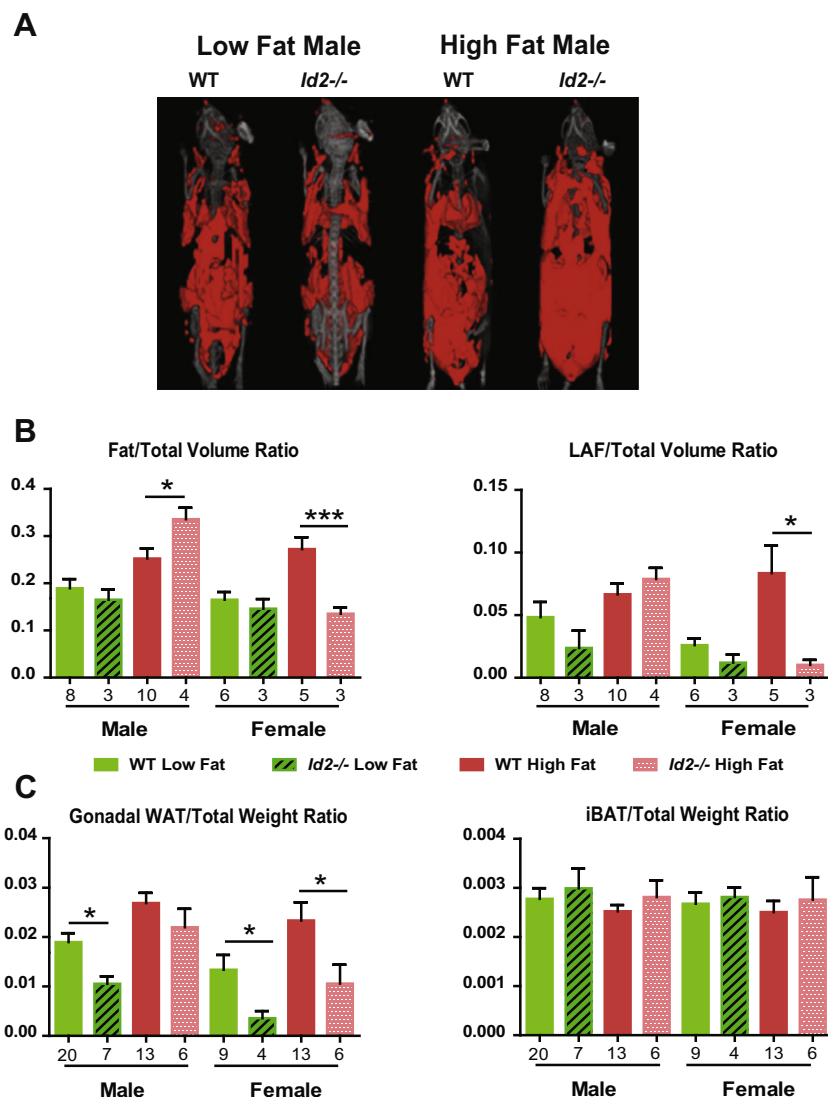 A
Low Fat Male High Fat Male
WT Id2-/- WT Id2-/-
B
Fat/Total Volume Ratio
0.4
0.3
0.2
0.1
0.0
* ***
8 3 10 4 6 3 5 3
Male Female
LAF/Total Volume Ratio
0.15
0.10
0.05
0.00
*
8 3 10 4 6 3 5 3
Male Female
WT Low Fat Id2-/- Low Fat WT High Fat Id2-/- High Fat
C
Gonadal WAT/Total Weight Ratio
0.04
0.03
0.02
0.01
0.00
* * *
20 7 13 6 9 4 13 6
Male Female
iBAT/Total Weight Ratio
0.004
0.003
0.002
0.001
0.000
20 7 13 6 9 4 13 6
Male Female